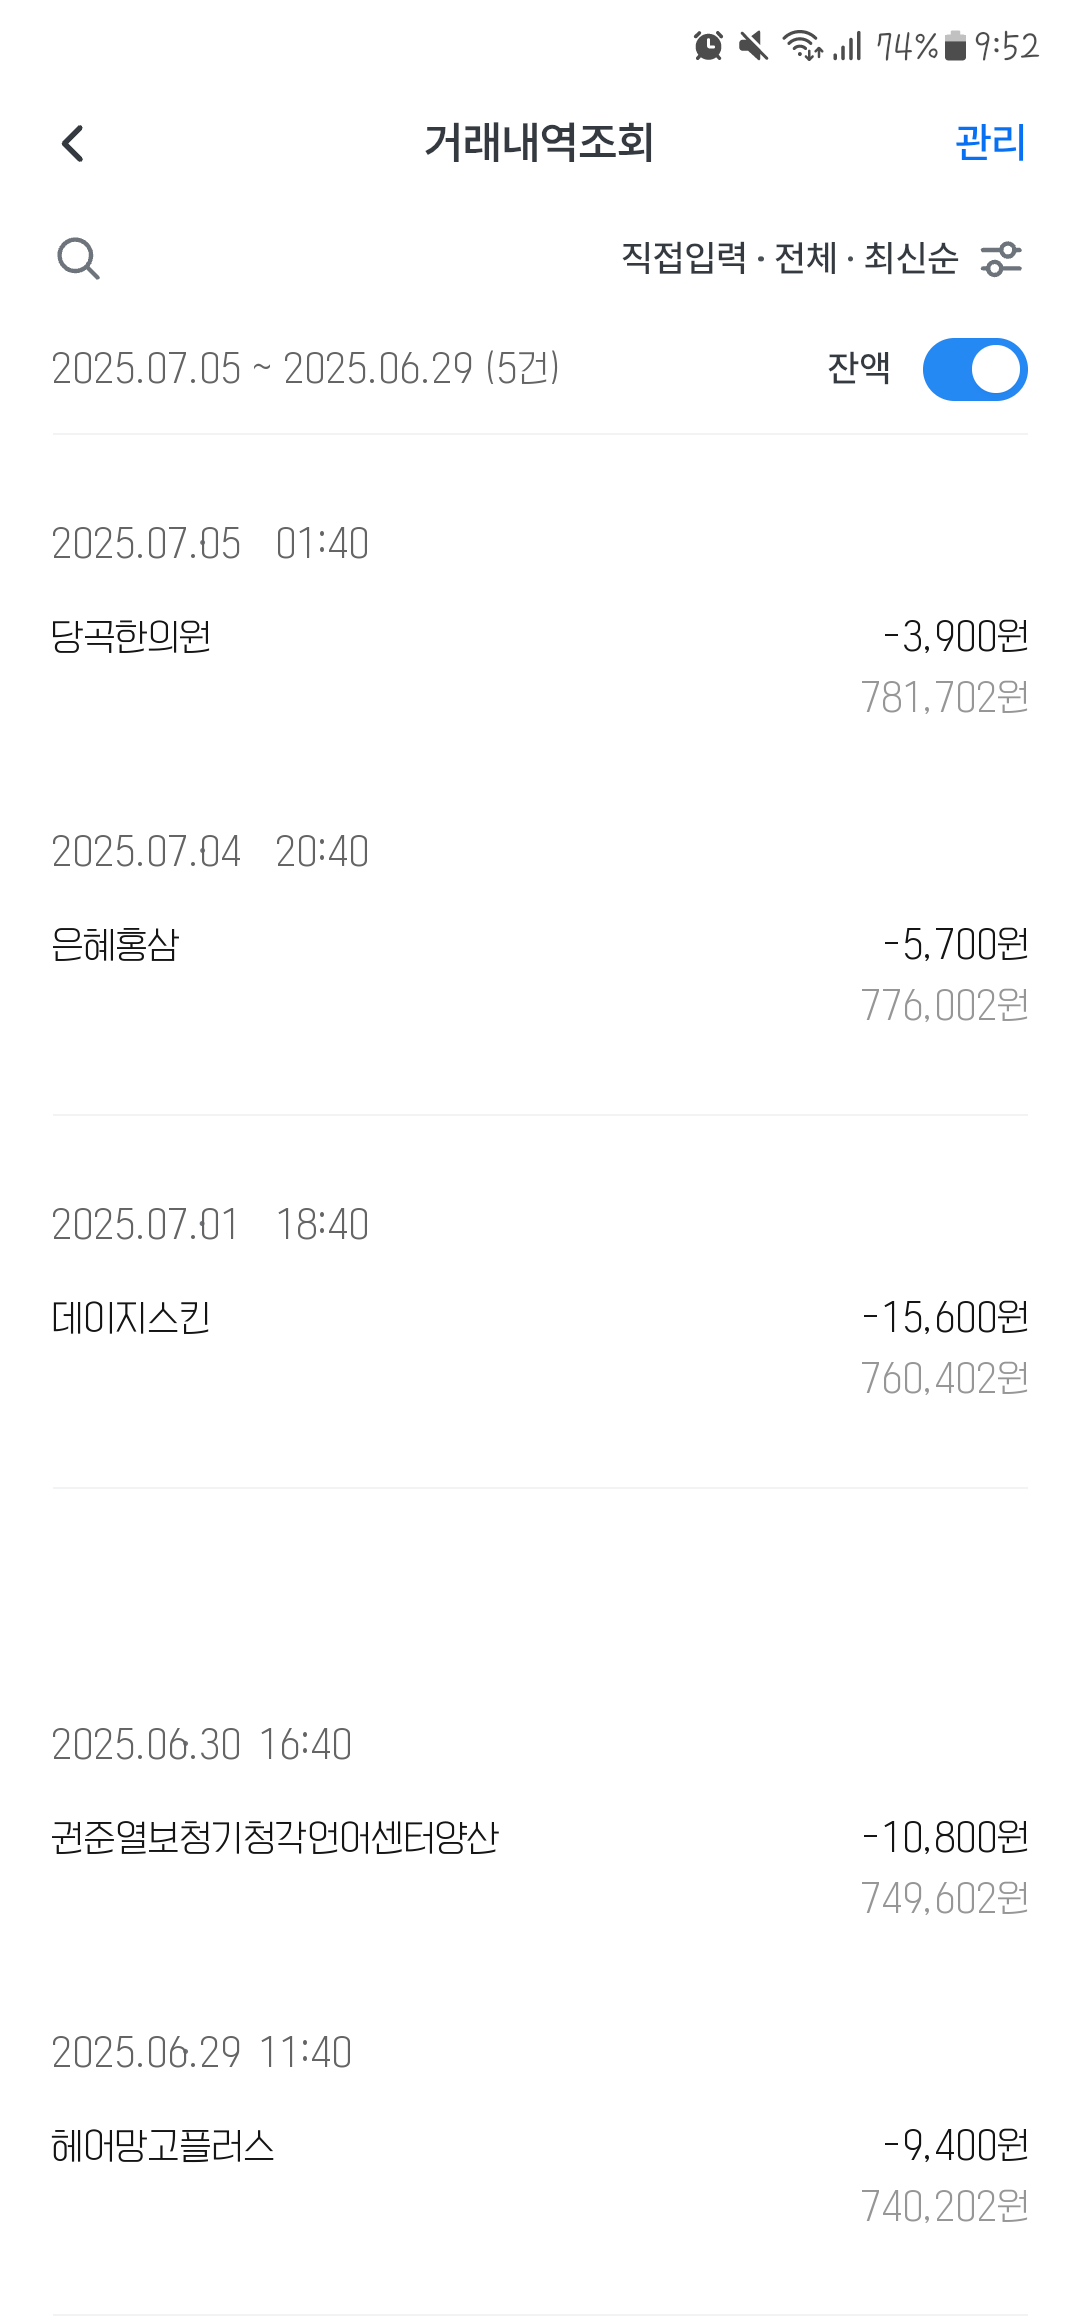 74% 9:52
거래내역조회 관리
직접입력 · 전체 · 최신순
2025.07.05 ~ 2025.06.29 (5건) 잔액
2025.07.05 01:40
당곡한의원 -3,900원
781,702원
2025.07.04 20:40
은혜홍삼 -5,700원
776,002원
2025.07.01 18:40
데이지스킨 -15,600원
760,402원
2025.06.30 16:40
권준열보청기청각언어센터양산 -10,800원
749,602원
2025.06.29 11:40
헤어망고플러스 -9,400원
740,202원